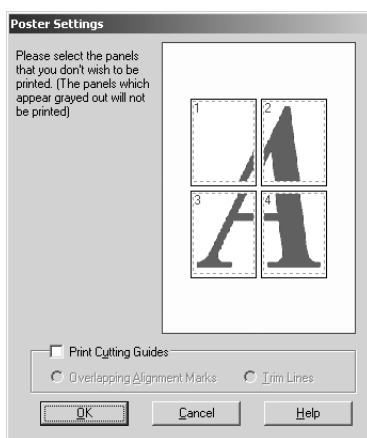 Poster Settings
Please select the panels
that you don't wish to be
printed. (The panels which
appear grayed out will not
be printed)
1 2
3 4
Print Cutting Guides
Overlapping Alignment Marks Trim Lines
OK Cancel Help